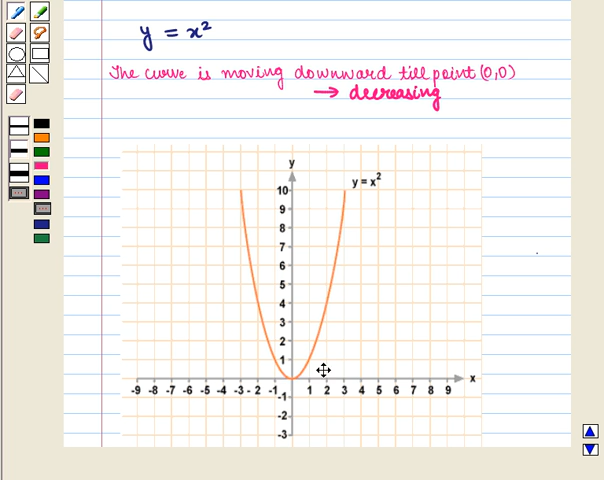 y = x²
The curve is moving downward till point (0,0)
→ decreasing
y
y = x²
10
9
8
7
6
5
4
3
2
1
x
-9 -8 -7 -6 -5 -4 -3 -2 -1 1 2 3 4 5 6 7 8 9
-1
-2
-3